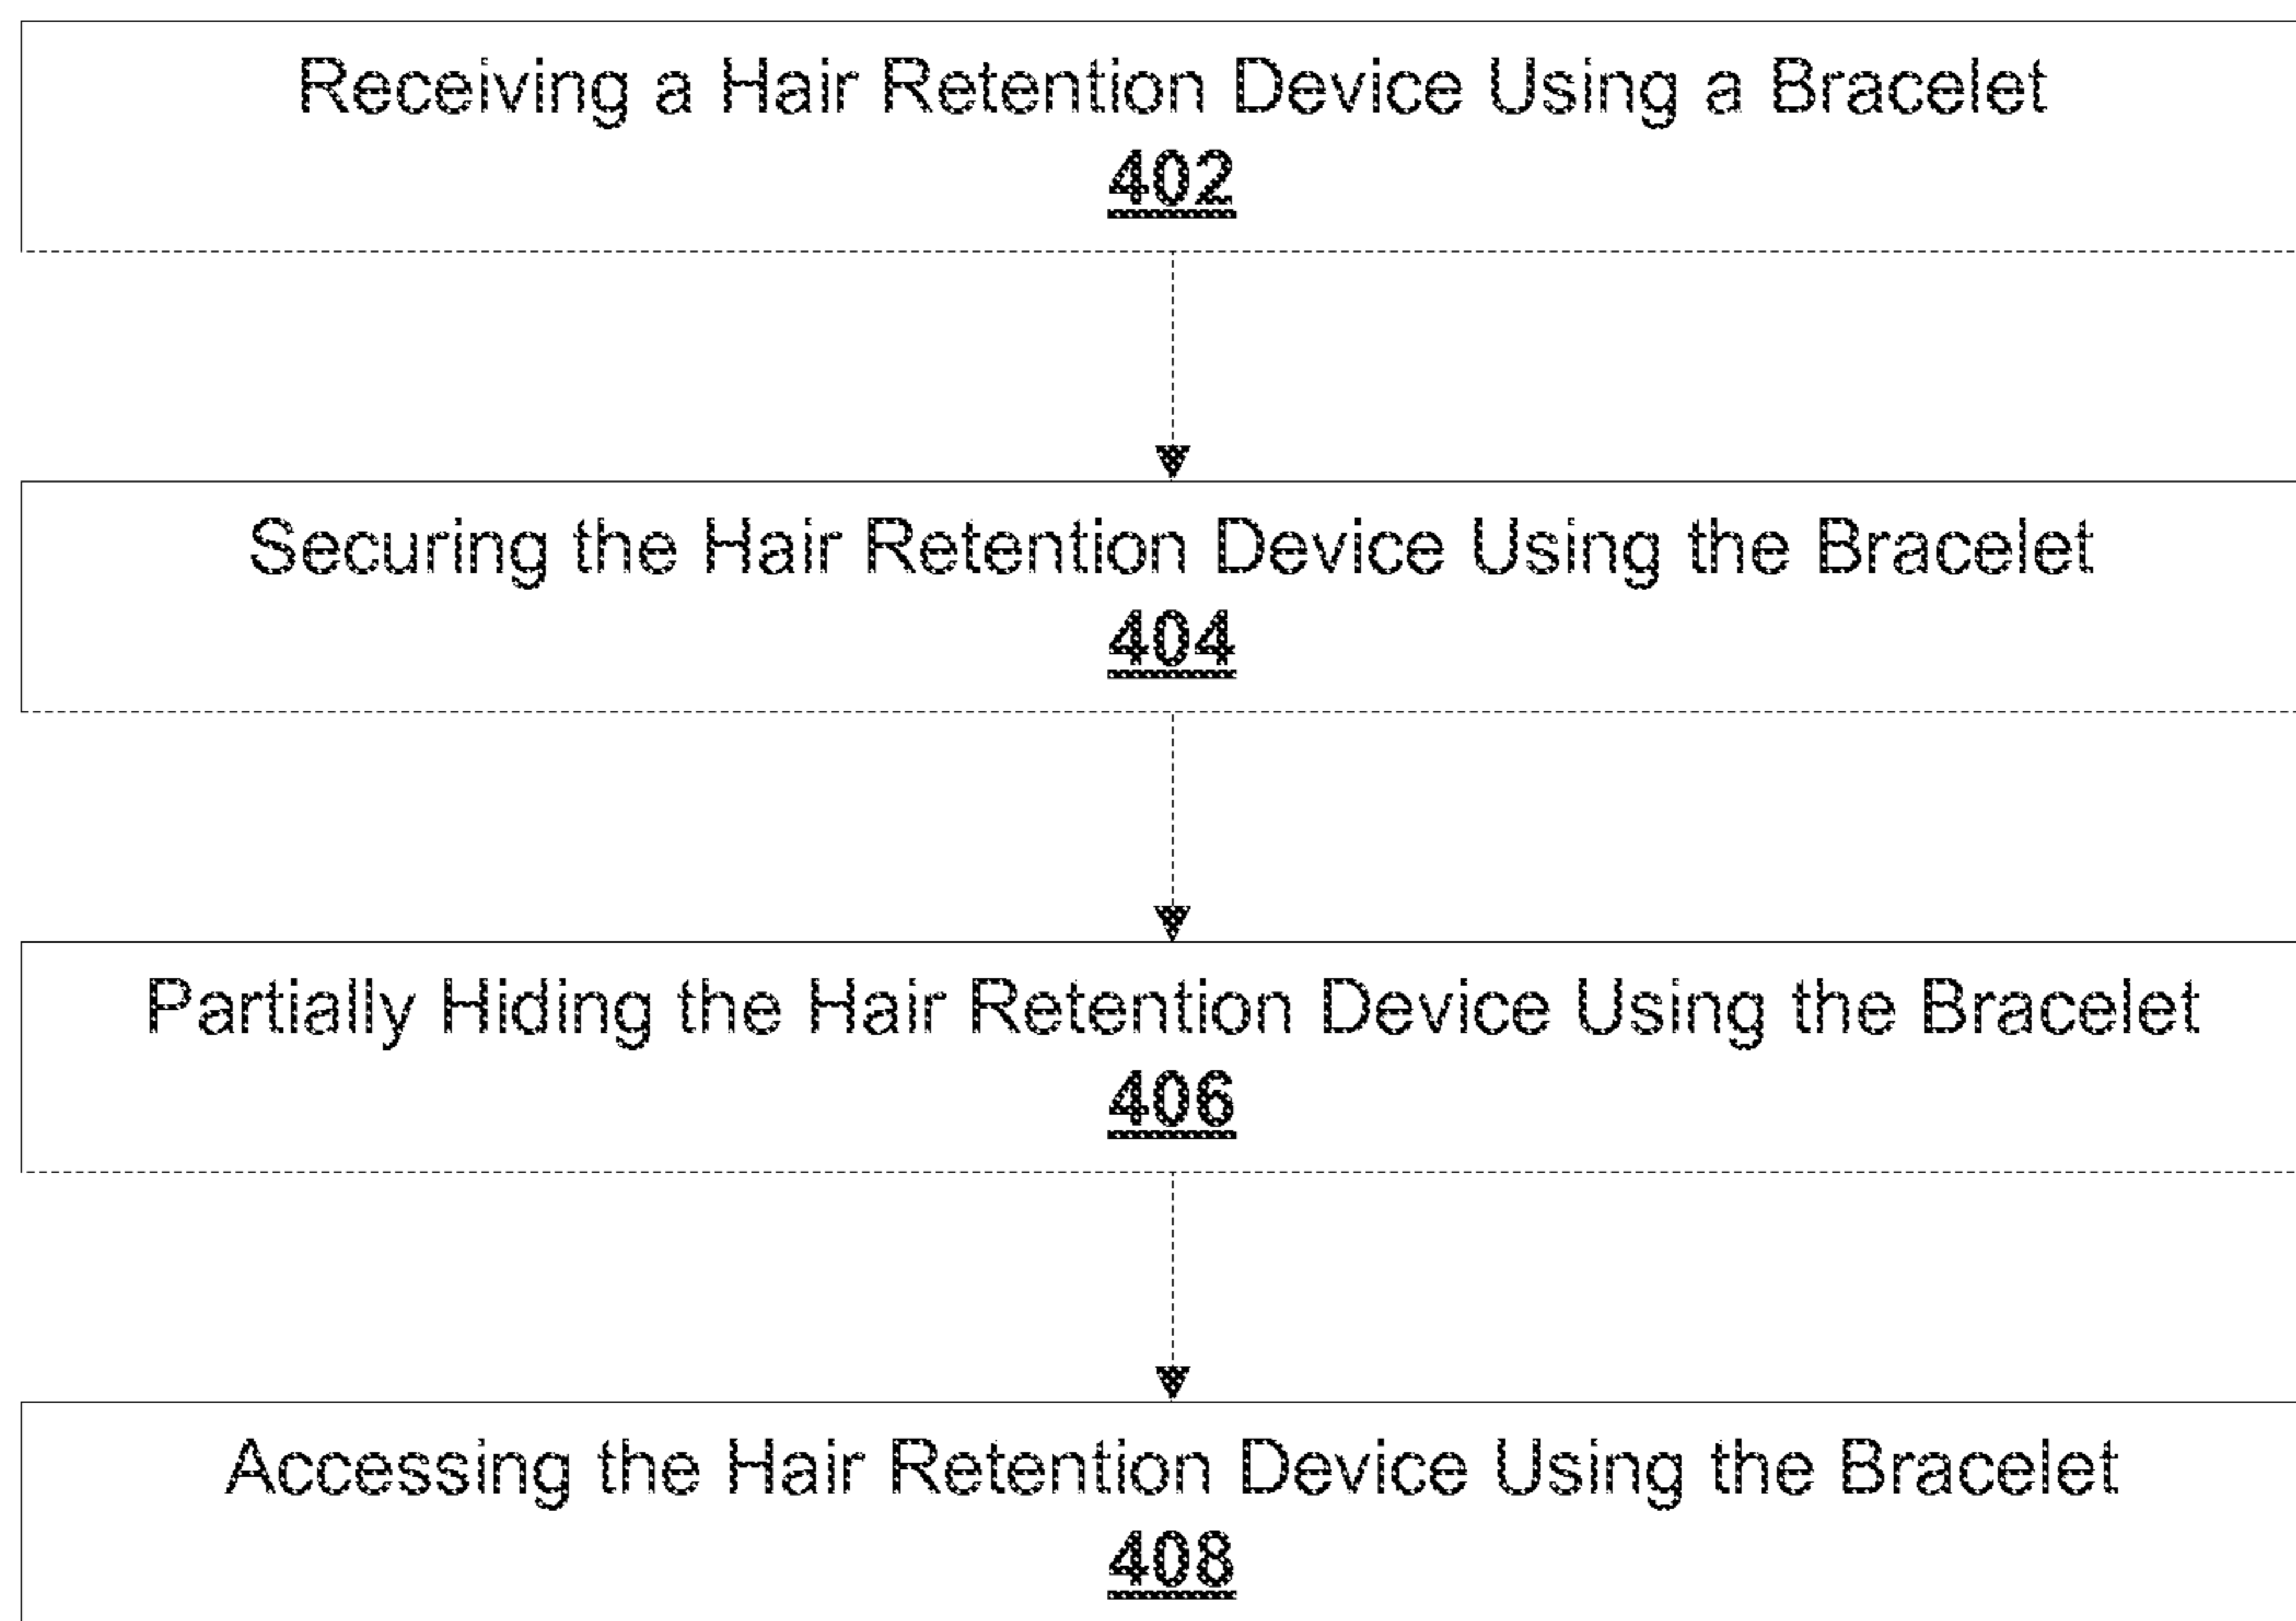 Receiving a Hair Retention Device Using a Bracelet
402
Securing the Hair Retention Device Using the Bracelet
404
Partially Hiding the Hair Retention Device Using the Bracelet
406
Accessing the Hair Retention Device Using the Bracelet
408